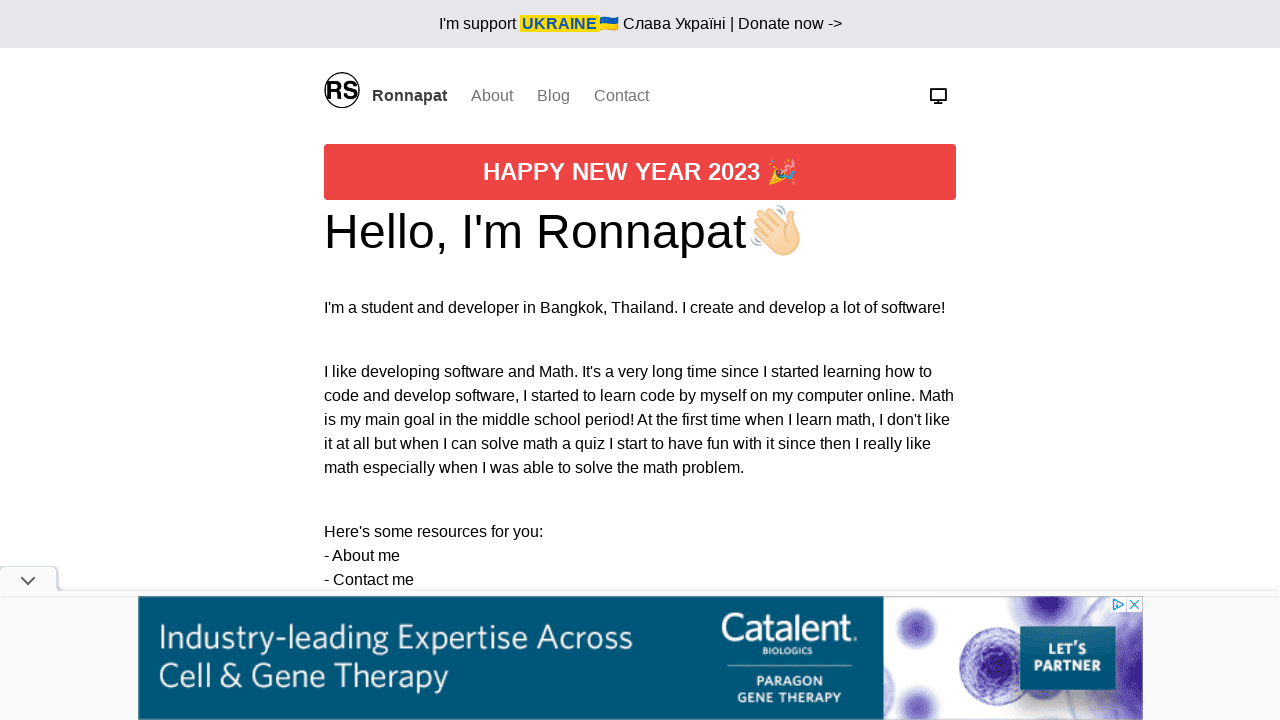 I'm support UKRAINE🇺🇦 Слава Україні | Donate now ->
RS Ronnapat About Blog Contact
HAPPY NEW YEAR 2023 🎉
Hello, I'm Ronnapat👋🏻
I'm a student and developer in Bangkok, Thailand. I create and develop a lot of software!
I like developing software and Math. It's a very long time since I started learning how to
code and develop software, I started to learn code by myself on my computer online. Math
is my main goal in the middle school period! At the first time when I learn math, I don't like
it at all but when I can solve math a quiz I start to have fun with it since then I really like
math especially when I was able to solve the math problem.
Here's some resources for you:
- About me
- Contact me
Industry-leading Expertise Across
Cell & Gene Therapy
Catalent.
BIOLOGICS
PARAGON
GENE THERAPY
LET'S
PARTNER